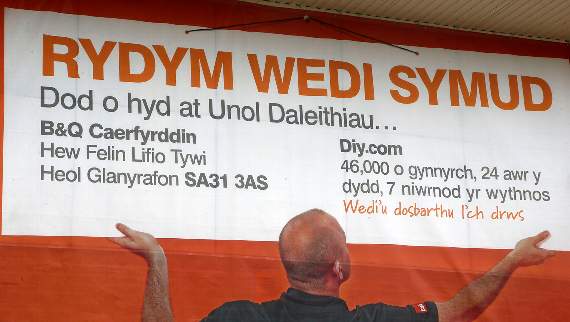 RYDYM WEDI SYMUD
Dod o hyd at Unol Daleithiau...
B&Q Caerfyrddin
Hew Felin Lifio Tywi
Heol Glanyrafon SA31 3AS
Diy.com
46,000 o gynnyrch, 24 awr y
dydd, 7 niwrnod yr wythnos
Wedi'u dosbarthu I'ch drws